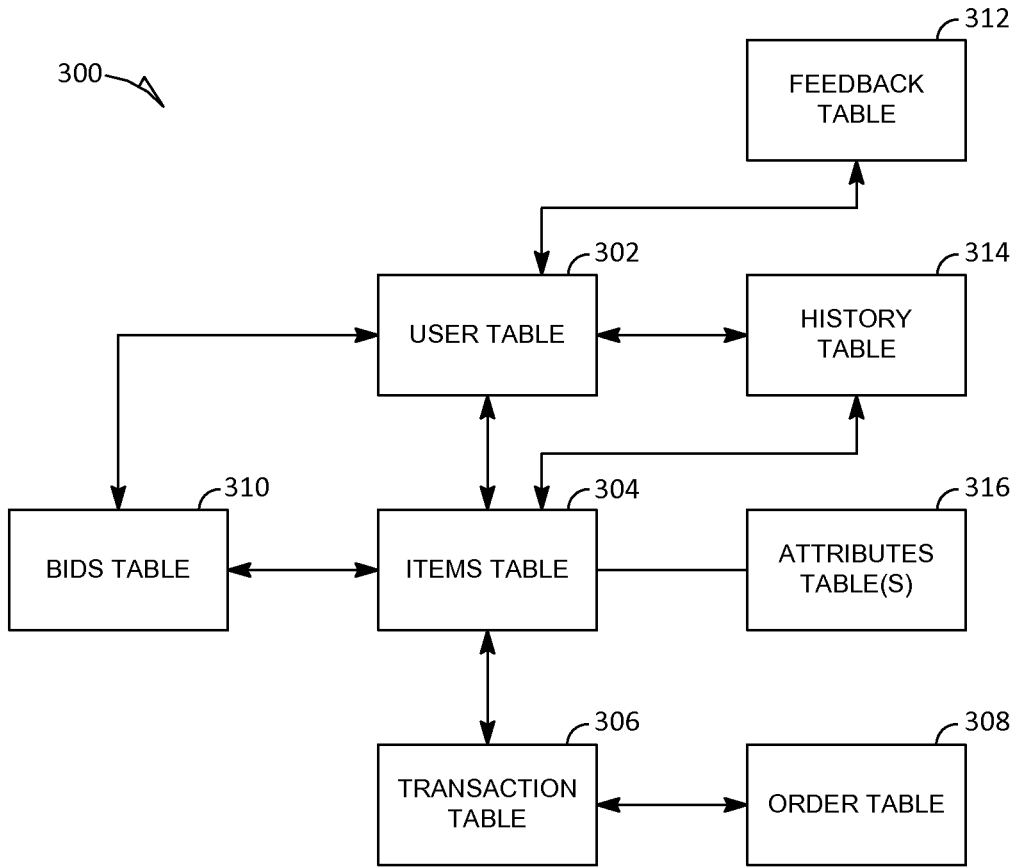 312
300
FEEDBACK
TABLE
302
314
USER TABLE
HISTORY
TABLE
310
304
316
BIDS TABLE
ITEMS TABLE
ATTRIBUTES
TABLE(S)
306
308
TRANSACTION
TABLE
ORDER TABLE